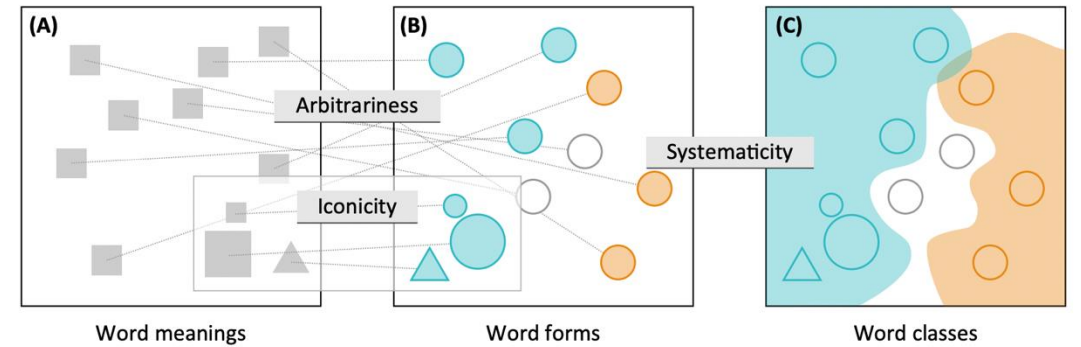 (A)
(B)
(C)
Arbitrariness
Systematicity
Iconicity
Word meanings
Word forms
Word classes